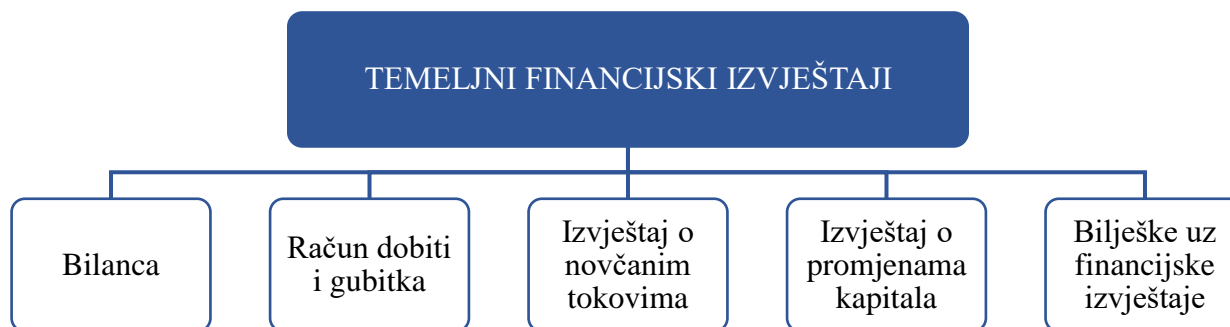 TEMELJNI FINANCIJSKI IZVJEŠTAJI
Bilanca
Račun dobiti
i gubitka
Izvještaj o
novčanim
tokovima
Izvještaj o
promjenama
kapitala
Bilješke uz
financijske
izvještaje